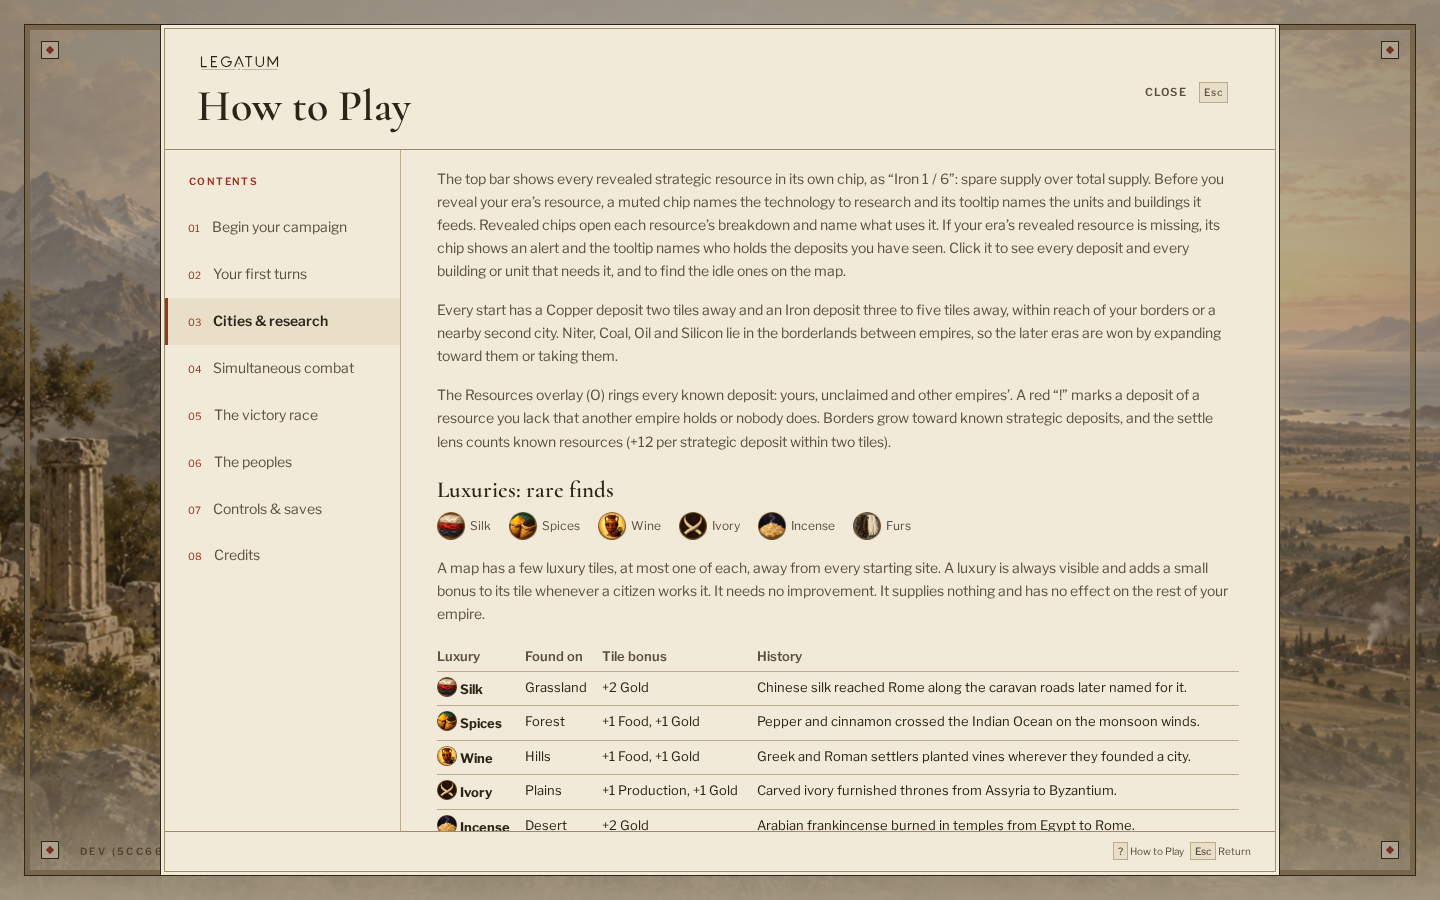 LEGATUM
How to Play
CLOSE Esc
CONTENTS
01 Begin your campaign
02 Your first turns
03 Cities & research
04 Simultaneous combat
05 The victory race
06 The peoples
07 Controls & saves
08 Credits
The top bar shows every revealed strategic resource in its own chip, as “Iron 1 / 6”: spare supply over total supply. Before you
reveal your era’s resource, a muted chip names the technology to research and its tooltip names the units and buildings it
feeds. Revealed chips open each resource’s breakdown and name what uses it. If your era’s revealed resource is missing, its
chip shows an alert and the tooltip names who holds the deposits you have seen. Click it to see every deposit and every
building or unit that needs it, and to find the idle ones on the map.
Every start has a Copper deposit two tiles away and an Iron deposit three to five tiles away, within reach of your borders or a
nearby second city. Niter, Coal, Oil and Silicon lie in the borderlands between empires, so the later eras are won by expanding
toward them or taking them.
The Resources overlay (O) rings every known deposit: yours, unclaimed and other empires’. A red “!” marks a deposit of a
resource you lack that another empire holds or nobody does. Borders grow toward known strategic deposits, and the settle
lens counts known resources (+12 per strategic deposit within two tiles).
Luxuries: rare finds
Silk Spices Wine Ivory Incense Furs
A map has a few luxury tiles, at most one of each, away from every starting site. A luxury is always visible and adds a small
bonus to its tile whenever a citizen works it. It needs no improvement. It supplies nothing and has no effect on the rest of your
empire.
Luxury Found on Tile bonus History
Silk Grassland +2 Gold Chinese silk reached Rome along the caravan roads later named for it.
Spices Forest +1 Food, +1 Gold Pepper and cinnamon crossed the Indian Ocean on the monsoon winds.
Wine Hills +1 Food, +1 Gold Greek and Roman settlers planted vines wherever they founded a city.
Ivory Plains +1 Production, +1 Gold Carved ivory furnished thrones from Assyria to Byzantium.
Incense Desert +2 Gold Arabian frankincense burned in temples from Egypt to Rome.
DEV (5CC66
? How to Play Esc Return